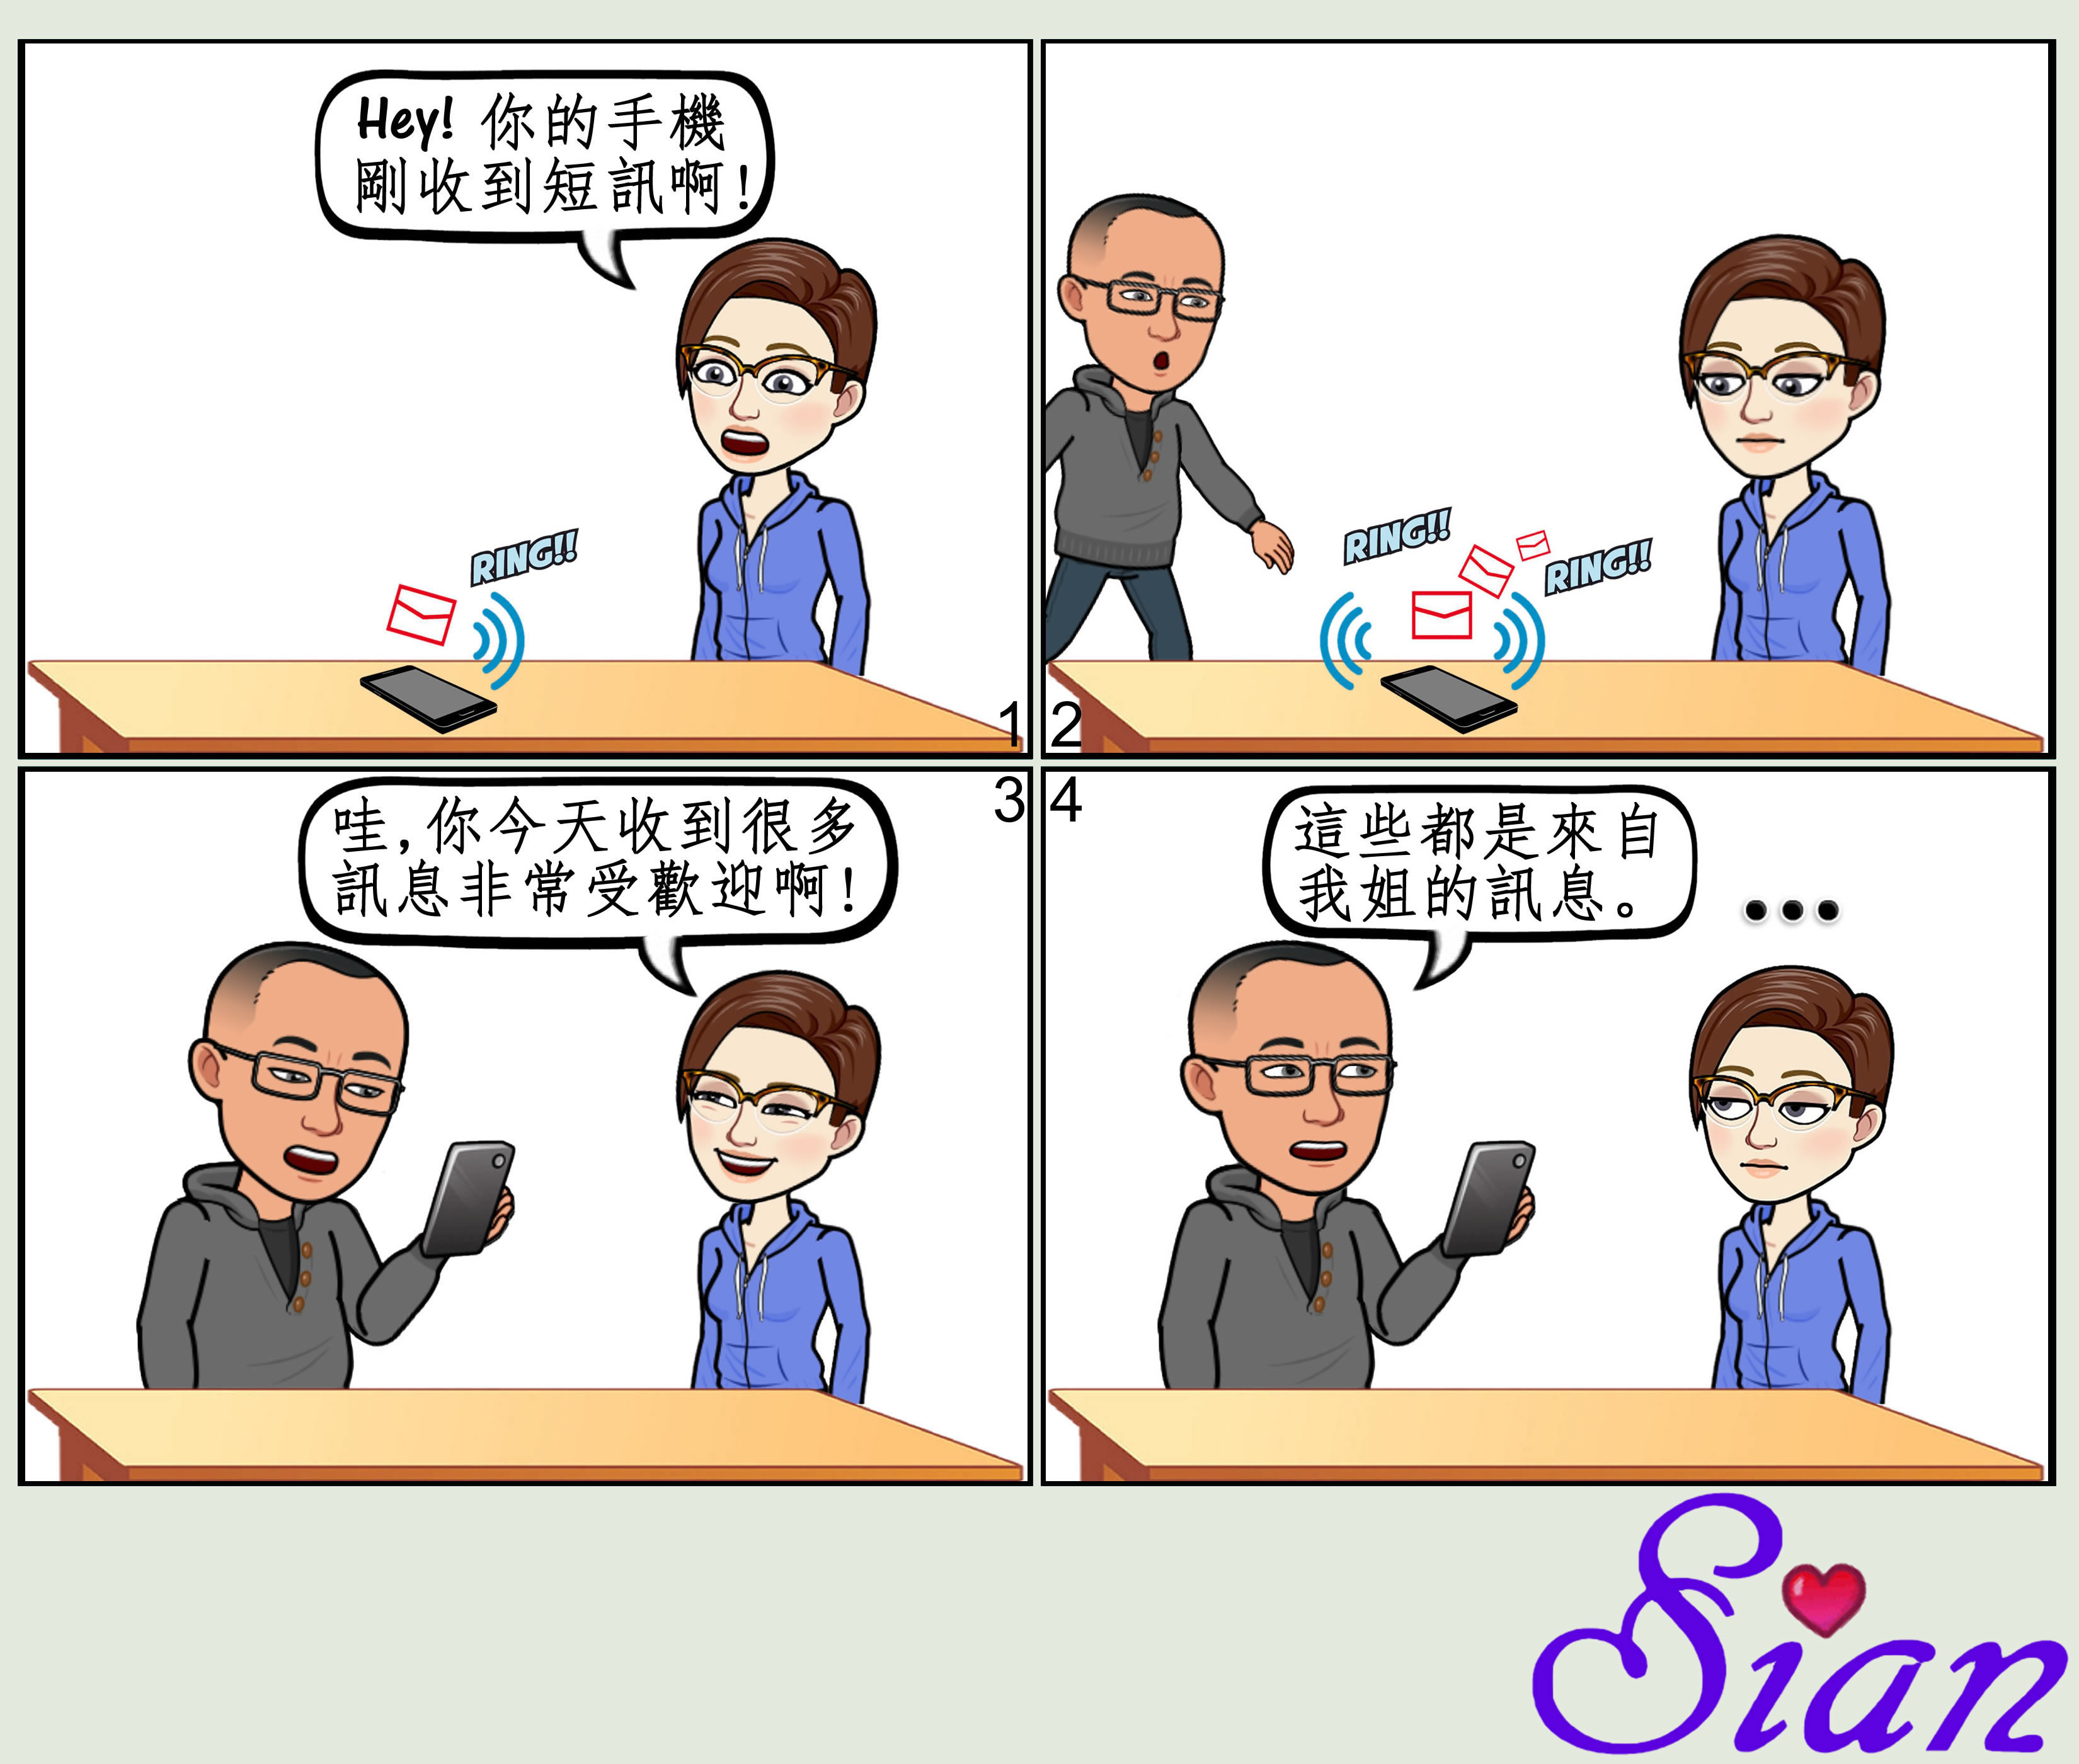 Hey! 你的手機
剛收到短訊啊!
RING!!
1
RING!!
RING!!
2
3
哇,你今天收到很多
訊息非常受歡迎啊!
4
這些都是來自
我姐的訊息。
...
Sian